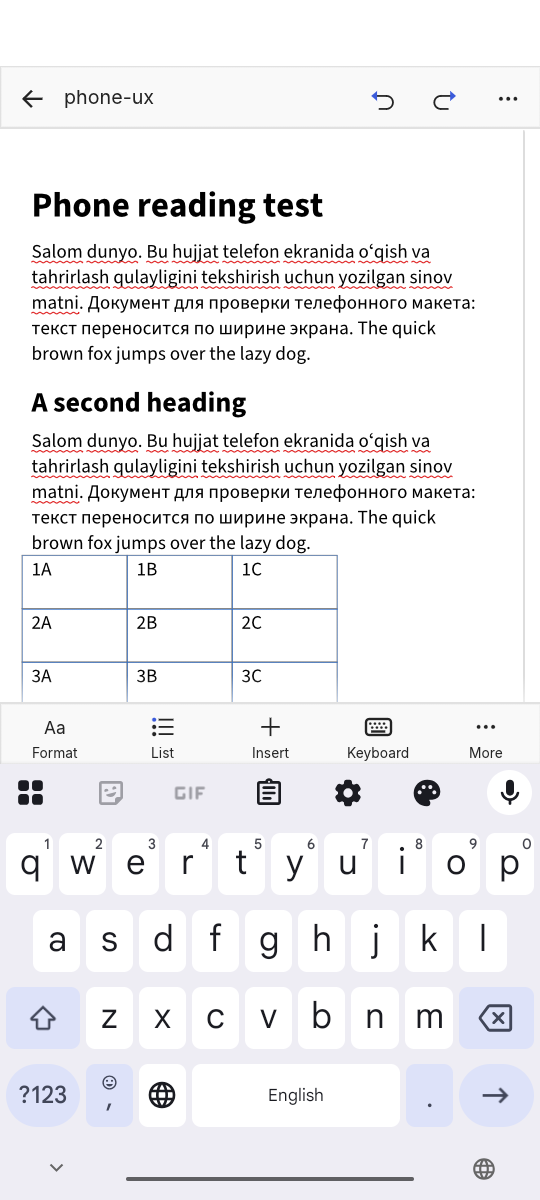 phone-ux
Phone reading test
Salom dunyo. Bu hujjat telefon ekranida oʻqish va
tahrirlash qulayligini tekshirish uchun yozilgan sinov
matni. Документ для проверки телефонного макета:
текст переносится по ширине экрана. The quick
brown fox jumps over the lazy dog.
A second heading
Salom dunyo. Bu hujjat telefon ekranida oʻqish va
tahrirlash qulayligini tekshirish uchun yozilgan sinov
matni. Документ для проверки телефонного макета:
текст переносится по ширине экрана. The quick
brown fox jumps over the lazy dog.
1A 1B 1C
2A 2B 2C
3A 3B 3C
Aa
Format List Insert Keyboard More
GIF
1 2 3 4 5 6 7 8 9 0
q w e r t y u i o p
a s d f g h j k l
z x c v b n m
?123 , English .